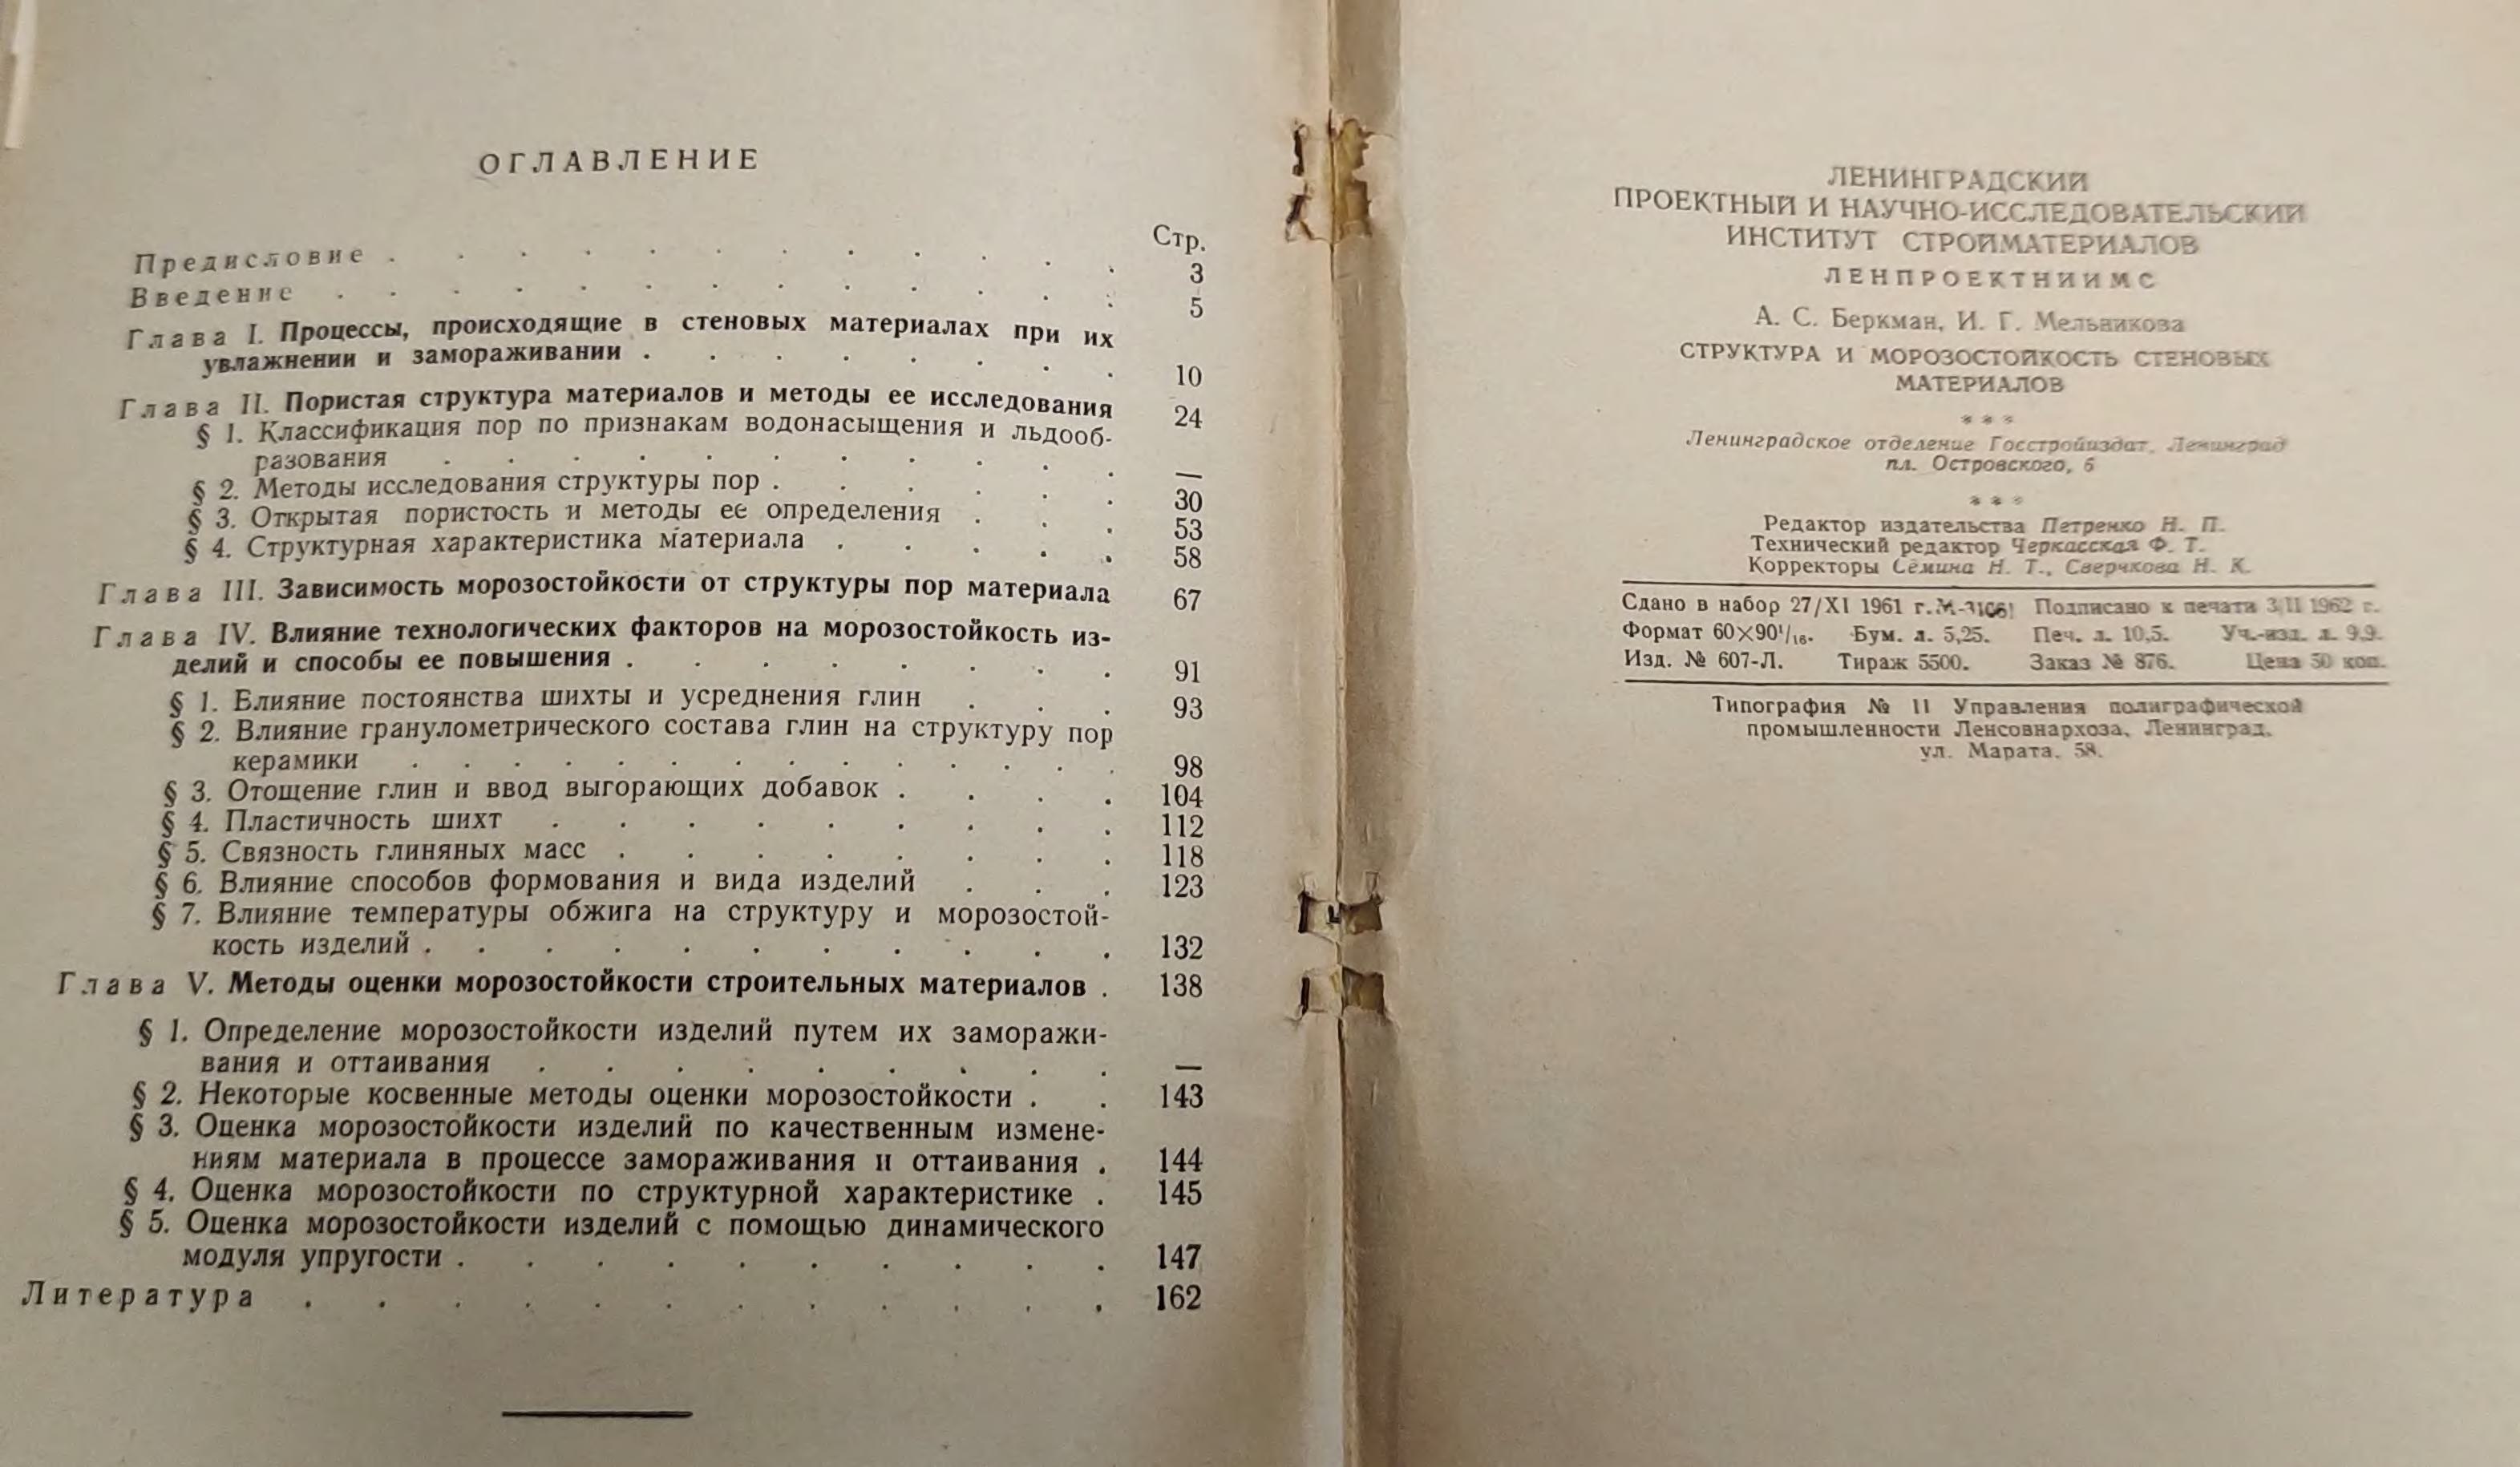 ОГЛАВЛЕНИЕ
Стр.
Предисловие . . . . . . . . . . . . 3
Введение . . . . . . . . . . . . 5
Глава I. Процессы, происходящие в стеновых материалах при их
увлажнении и замораживании . . . . . . . . 10
Глава II. Пористая структура материалов и методы ее исследования 24
§ 1. Классификация пор по признакам водонасыщения и льдооб-
разования . . . . . . . . . . . —
§ 2. Методы исследования структуры пор . . . . . . 30
§ 3. Открытая пористость и методы ее определения . . . 53
§ 4. Структурная характеристика материала . . . . . 58
Глава III. Зависимость морозостойкости от структуры пор материала 67
Глава IV. Влияние технологических факторов на морозостойкость из-
делий и способы ее повышения . . . . . . . . 91
§ 1. Влияние постоянства шихты и усреднения глин . . . 93
§ 2. Влияние гранулометрического состава глин на структуру пор
керамики . . . . . . . . . . . 98
§ 3. Отощение глин и ввод выгорающих добавок . . . . 104
§ 4. Пластичность шихт . . . . . . . . . 112
§ 5. Связность глиняных масс . . . . . . . . 118
§ 6. Влияние способов формования и вида изделий . . . 123
§ 7. Влияние температуры обжига на структуру и морозостой-
кость изделий . . . . . . . . . . . 132
Глава V. Методы оценки морозостойкости строительных материалов . 138
§ 1. Определение морозостойкости изделий путем их заморажи-
вания и оттаивания . . . . . . . . . —
§ 2. Некоторые косвенные методы оценки морозостойкости . . 143
§ 3. Оценка морозостойкости изделий по качественным измене-
ниям материала в процессе замораживания и оттаивания . 144
§ 4. Оценка морозостойкости по структурной характеристике . 145
§ 5. Оценка морозостойкости изделий с помощью динамического
модуля упругости . . . . . . . . . . 147
Литература . . . . . . . . . . . . 162
ЛЕНИНГРАДСКИЙ
ПРОЕКТНЫЙ И НАУЧНО-ИССЛЕДОВАТЕЛЬСКИЙ
ИНСТИТУТ СТРОЙМАТЕРИАЛОВ
ЛЕНПРОЕКТНИИМС
А. С. Беркман, И. Г. Мельникова
СТРУКТУРА И МОРОЗОСТОЙКОСТЬ СТЕНОВЫХ
МАТЕРИАЛОВ
* * *
Ленинградское отделение Госстройиздат, Ленинград
пл. Островского, 6
* * *
Редактор издательства Петренко Н. П.
Технический редактор Черкасская Ф. Т.
Корректоры Сёмина Н. Т., Сверчкова Н. К.
Сдано в набор 27/XI 1961 г. Подписано к печати 3/II 1962 г.
Формат 60×90¹/₁₆. Бум. л. 5,25. Печ. л. 10,5. Уч.-изд. л. 9,9.
Изд. № 607-Л. Тираж 5500. Заказ № 876. Цена 50 коп.
Типография № 11 Управления полиграфической
промышленности Ленсовнархоза, Ленинград,
ул. Марата, 58.